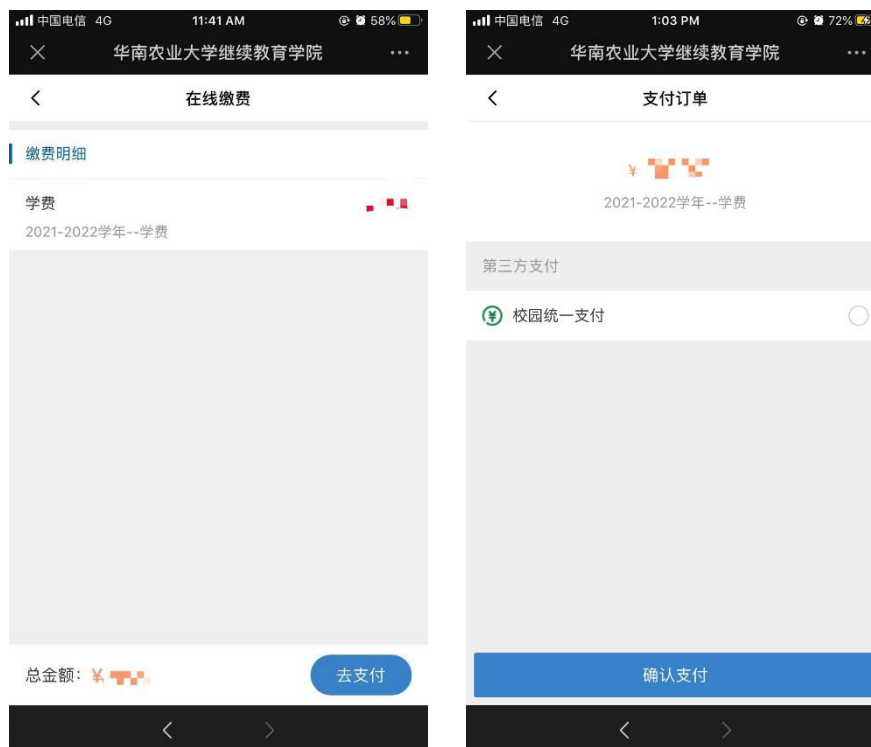 中国电信 4G 11:41 AM 58%
华南农业大学继续教育学院
在线缴费
缴费明细
学费
2021-2022学年--学费
总金额：¥
去支付
中国电信 4G 1:03 PM 72%
华南农业大学继续教育学院
支付订单
¥
2021-2022学年--学费
第三方支付
校园统一支付
确认支付